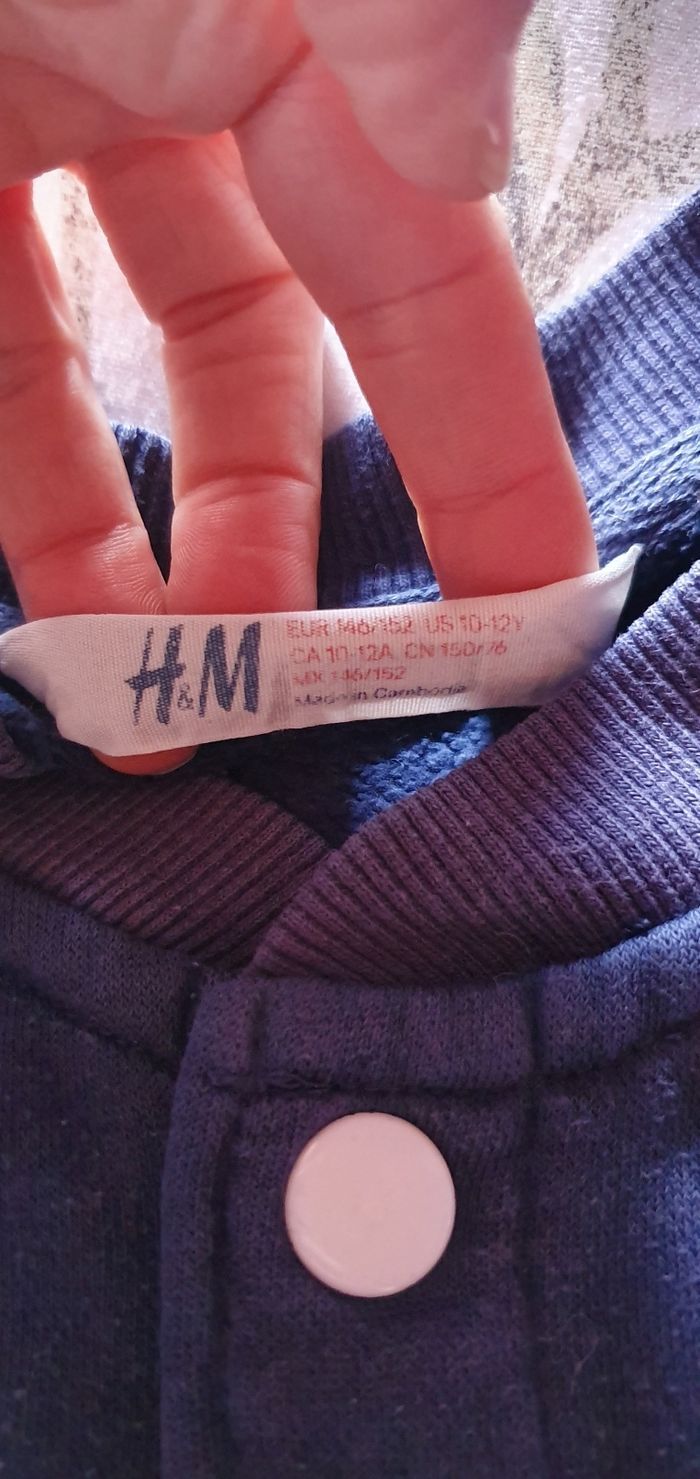 H&M
EUR 146/152 US 10-12Y
CA 10-12A CN 150/76
MX 146/152
Made in Cambodia